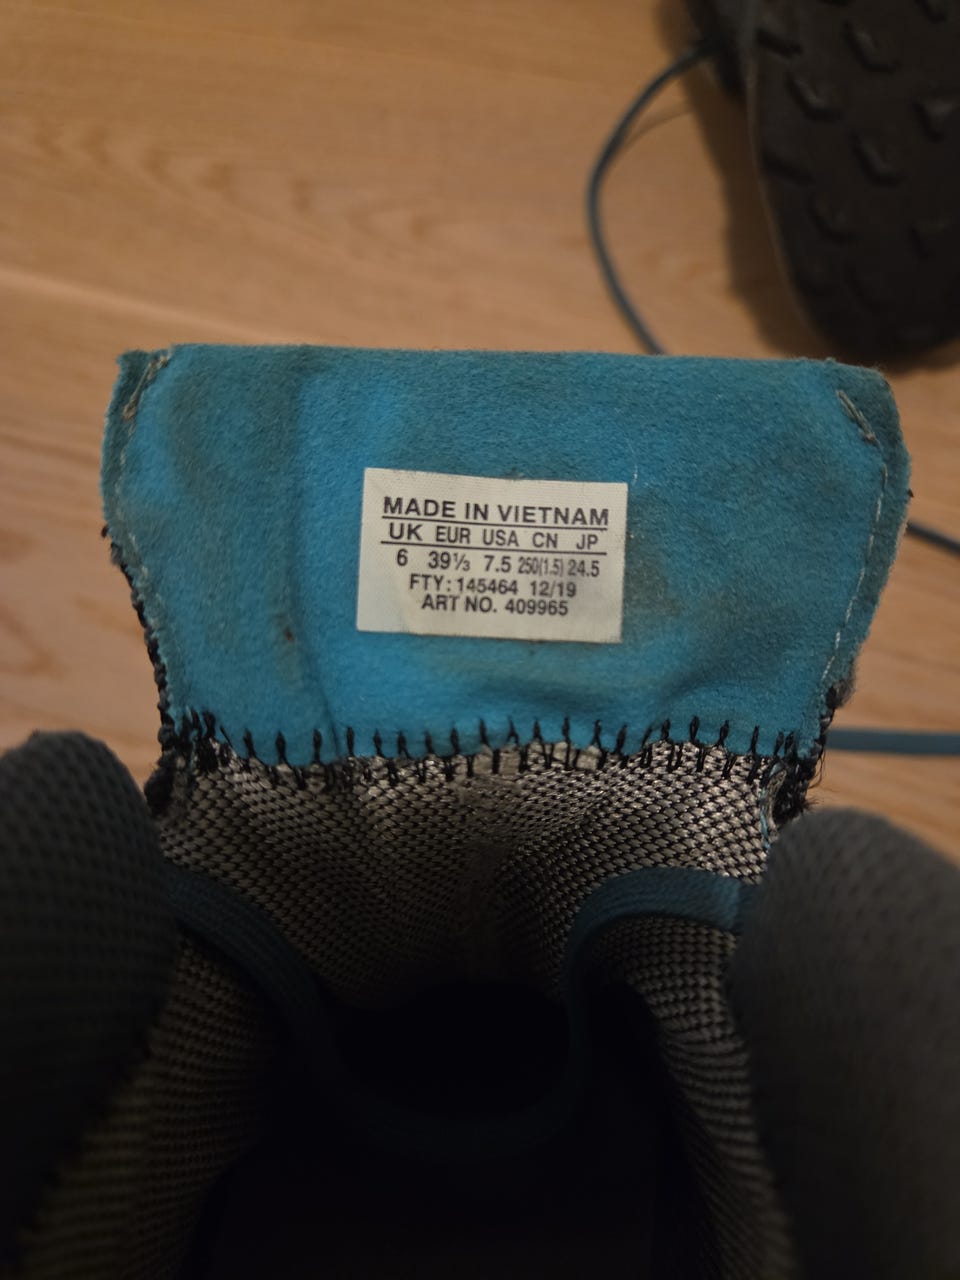 MADE IN VIETNAM
UK EUR USA CN JP
6 39⅓ 7.5 250(1.5) 24.5
FTY: 145464 12/19
ART NO. 409965